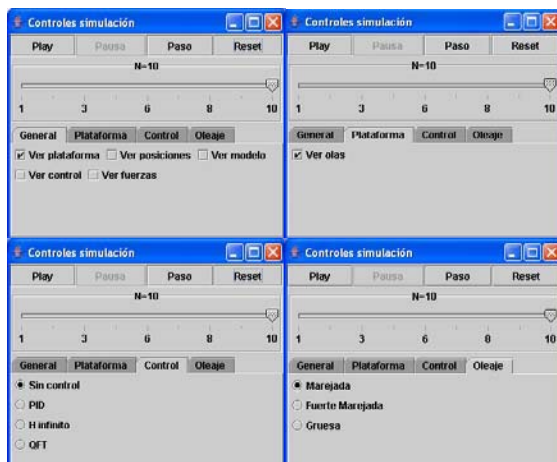 Controles simulación
Play Pausa Paso Reset
N=10
1 3 6 8 10
General Plataforma Control Oleaje
Ver plataforma Ver posiciones Ver modelo
Ver control Ver fuerzas
Controles simulación
Play Pausa Paso Reset
N=10
1 3 6 8 10
General Plataforma Control Oleaje
Ver olas
Controles simulación
Play Pausa Paso Reset
N=10
1 3 6 8 10
General Plataforma Control Oleaje
Sin control
PID
H infinito
QFT
Controles simulación
Play Pausa Paso Reset
N=10
1 3 6 8 10
General Plataforma Control Oleaje
Marejada
Fuerte Marejada
Gruesa